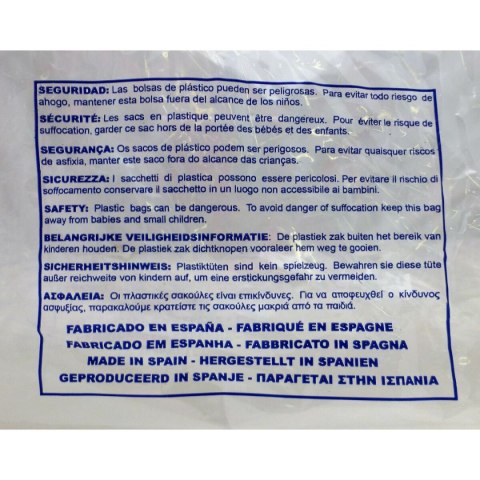 SEGURIDAD: Las bolsas de plástico pueden ser peligrosas. Para evitar todo riesgo de
ahogo, mantener esta bolsa fuera del alcance de los niños.
SÉCURITÉ: Les sacs en plastique peuvent être dangereux. Pour éviter le risque de
suffocation, garder ce sac hors de la portée des bébés et des enfants.
SEGURANÇA: Os sacos de plástico podem ser perigosos. Para evitar quaisquer riscos
de asfixia, manter este saco fora do alcance das crianças.
SICUREZZA: I sacchetti di plastica possono essere pericolosi. Per evitare il rischio di
soffocamento conservare il sacchetto in un luogo non accessibile ai bambini.
SAFETY: Plastic bags can be dangerous. To avoid danger of suffocation keep this bag
away from babies and small children.
BELANGRIJKE VEILIGHEIDSINFORMATIE: De plastiek zak buiten het bereik van
kinderen houden. De plastiek zak dichtknopen vooraleer hem weg te gooien.
SICHERHEITSHINWEIS: Plastiktüten sind kein spielzeug. Bewahren sie diese tüte
außer reichweite von kindern auf, um eine erstickungsgefahr zu vermeiden.
ΑΣΦΑΛΕΙΑ: Οι πλαστικές σακούλες είναι επικίνδυνες. Για να αποφευχθεί ο κίνδυνος
ασφυξίας, παρακαλούμε κρατείστε τις σακούλες μακριά από τα παιδιά.
FABRICADO EN ESPAÑA - FABRIQUÉ EN ESPAGNE
FABRICADO EM ESPANHA - FABBRICATO IN SPAGNA
MADE IN SPAIN - HERGESTELLT IN SPANIEN
GEPRODUCEERD IN SPANJE - ΠΑΡΑΓΕΤΑΙ ΣΤΗΝ ΙΣΠΑΝΙΑ